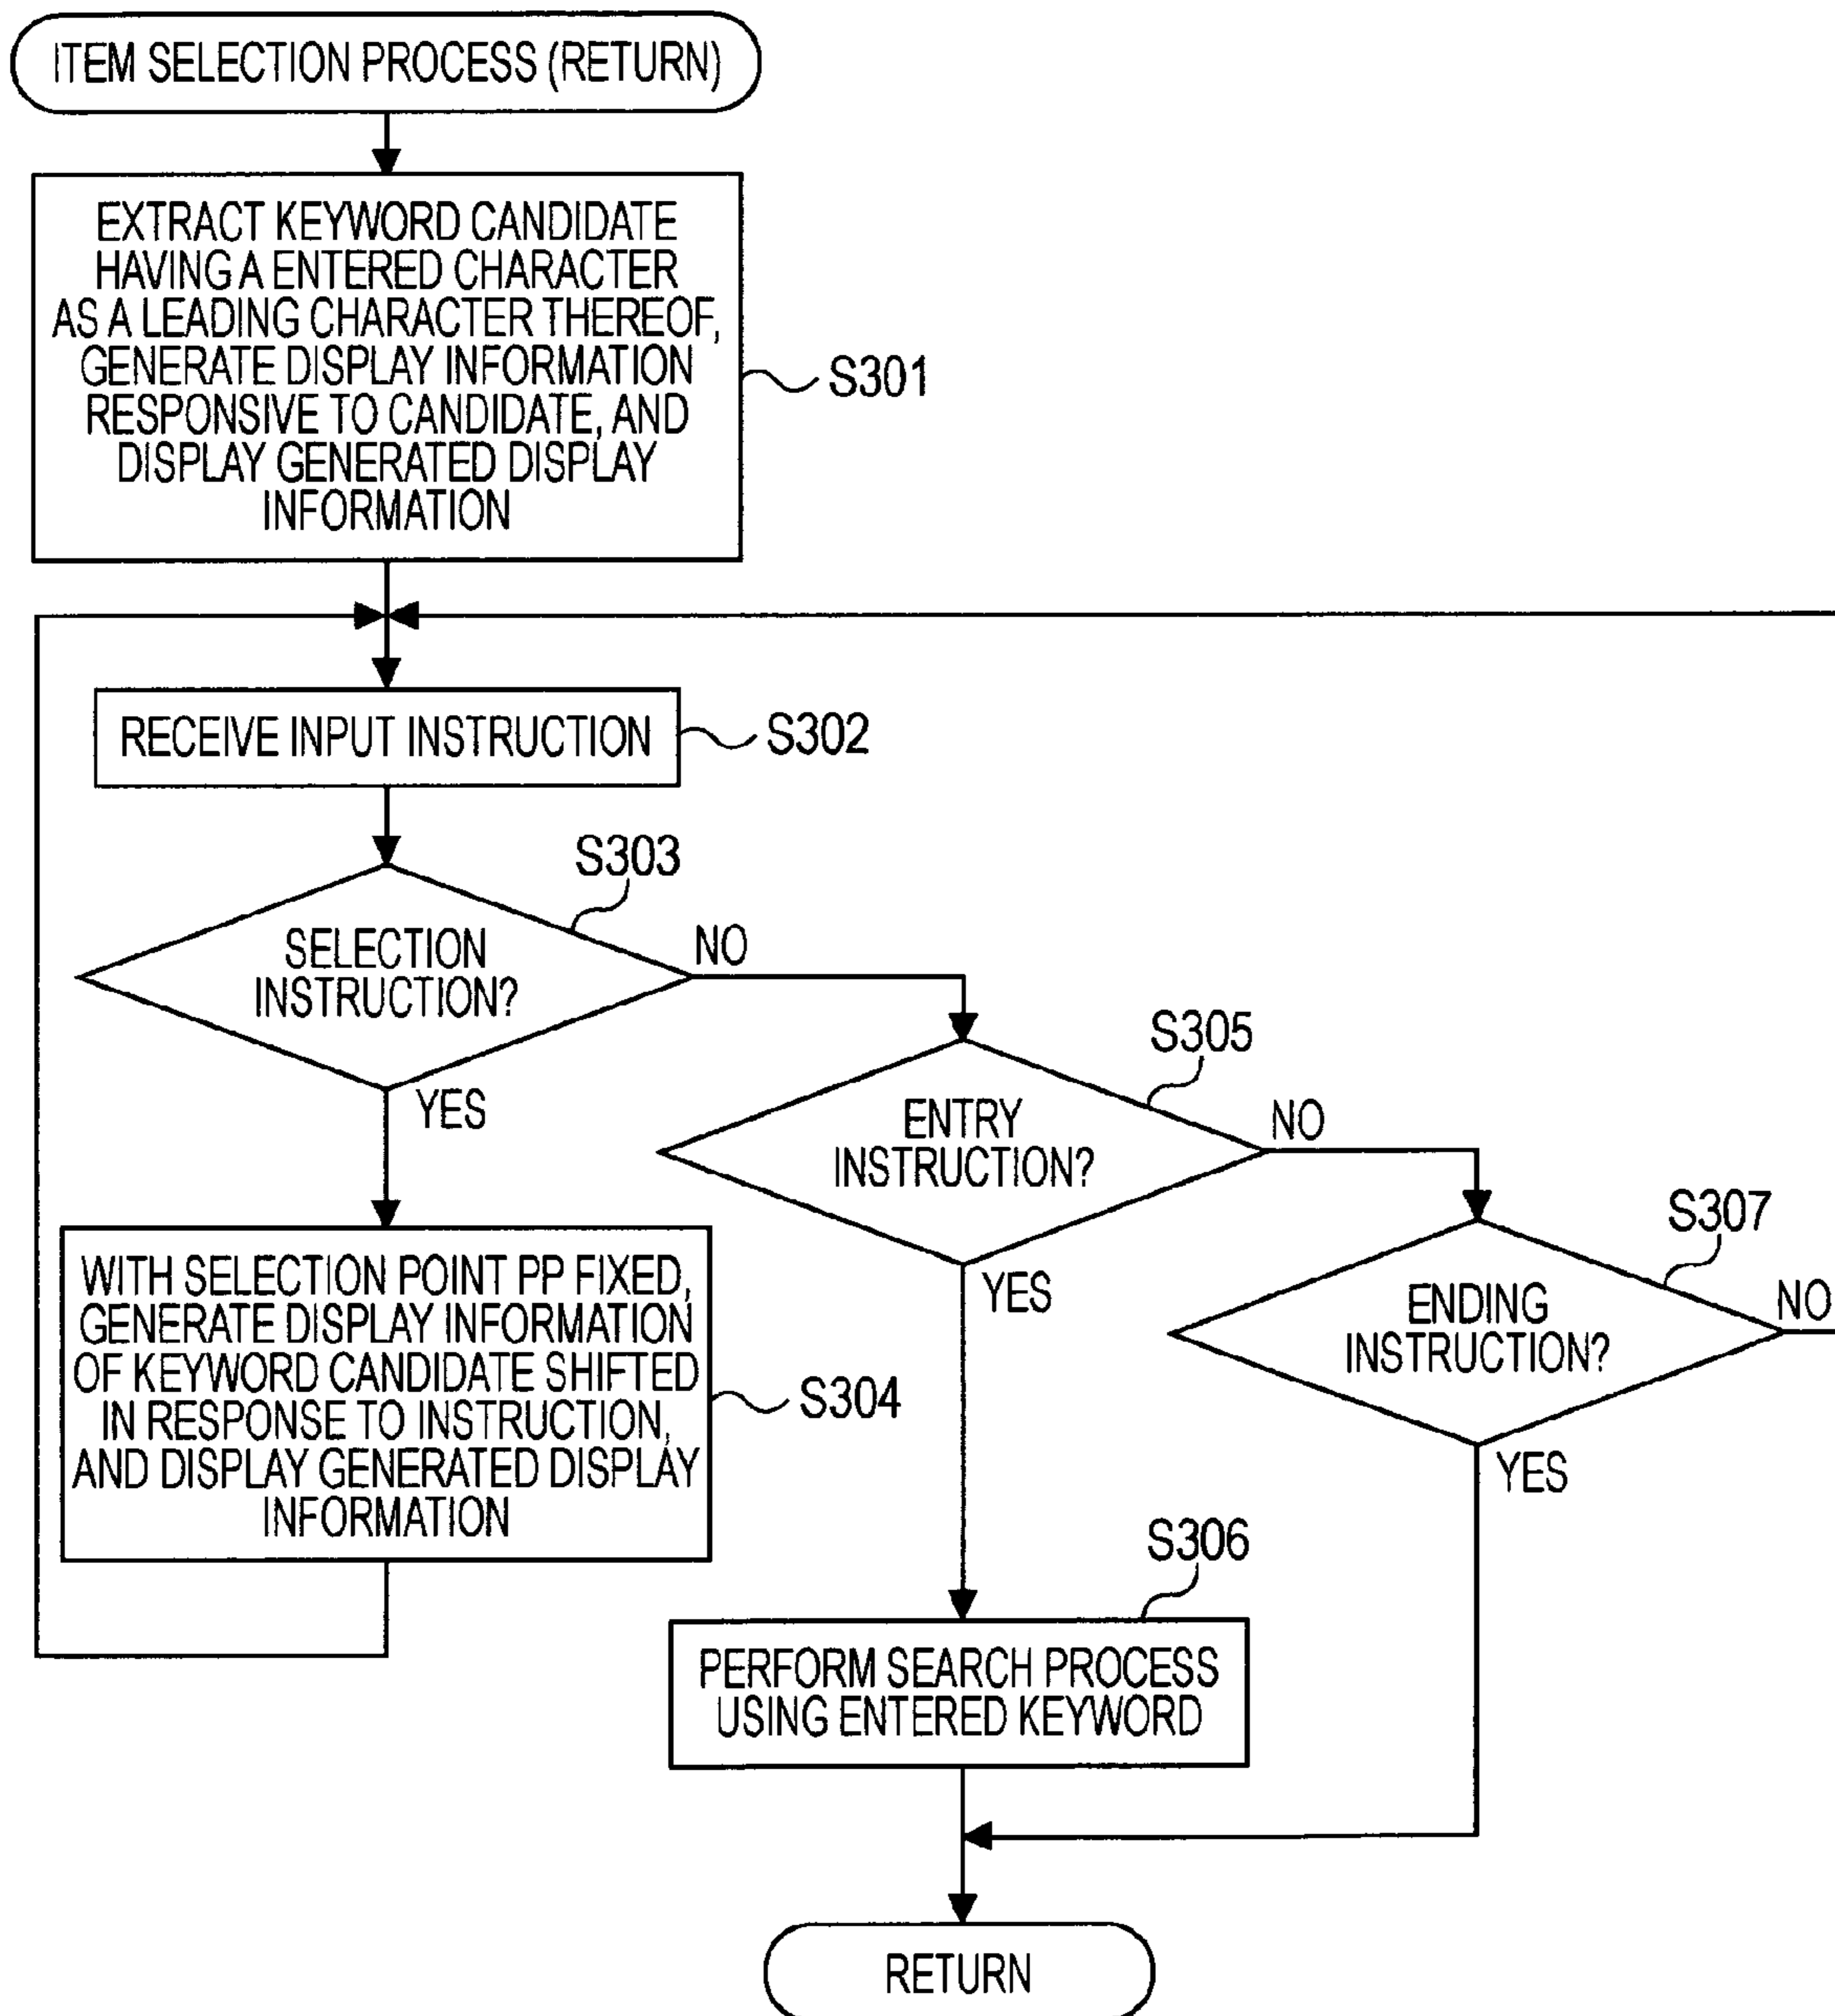 ITEM SELECTION PROCESS (RETURN)
EXTRACT KEYWORD CANDIDATE
HAVING A ENTERED CHARACTER
AS A LEADING CHARACTER THEREOF,
GENERATE DISPLAY INFORMATION
RESPONSIVE TO CANDIDATE, AND
DISPLAY GENERATED DISPLAY
INFORMATION
S301
RECEIVE INPUT INSTRUCTION
S302
S303
SELECTION
INSTRUCTION?
NO
YES
S305
ENTRY
INSTRUCTION?
NO
YES
S307
ENDING
INSTRUCTION?
NO
YES
WITH SELECTION POINT PP FIXED,
GENERATE DISPLAY INFORMATION
OF KEYWORD CANDIDATE SHIFTED
IN RESPONSE TO INSTRUCTION,
AND DISPLAY GENERATED DISPLAY
INFORMATION
S304
S306
PERFORM SEARCH PROCESS
USING ENTERED KEYWORD
RETURN